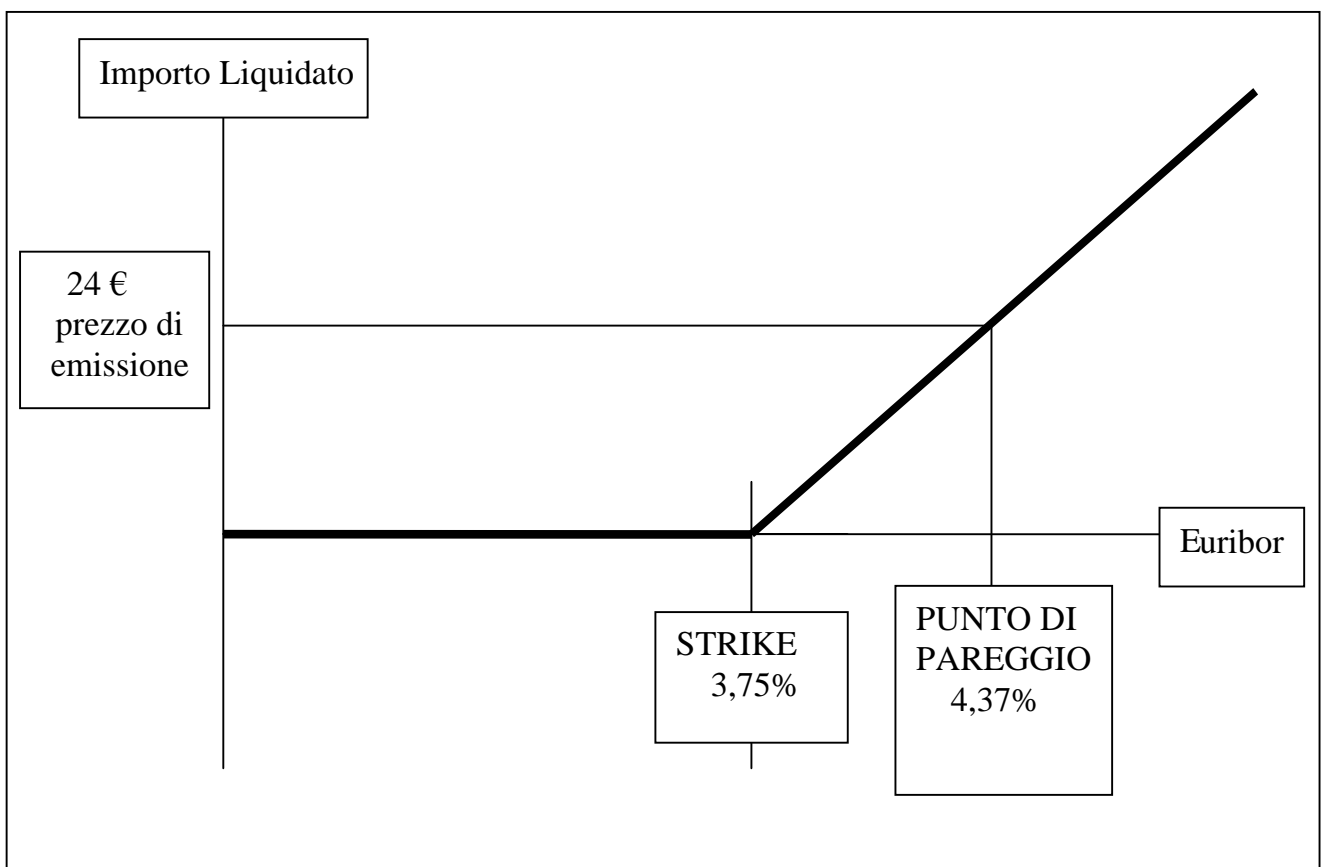 Importo Liquidato
24 €
prezzo di
emissione
Euribor
STRIKE
3,75%
PUNTO DI
PAREGGIO
4,37%